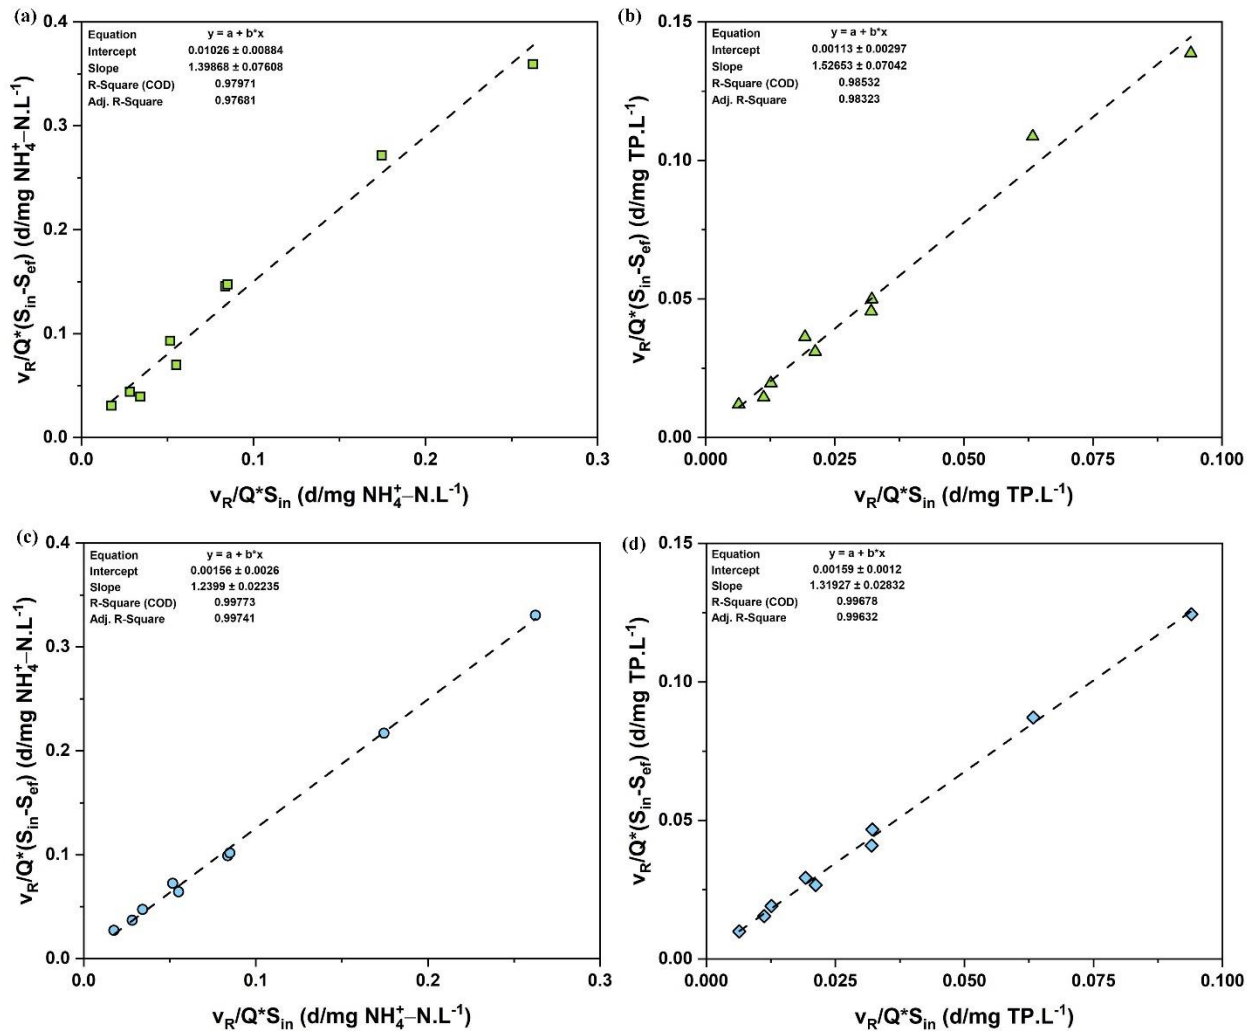 (a)
Equation y = a + b*x
Intercept 0.01026 ± 0.00884
Slope 1.39868 ± 0.07608
R-Square (COD) 0.97971
Adj. R-Square 0.97681
0.4
0.3
0.2
0.1
0.0
v_R/Q*(S_in-S_ef) (d/mg NH₄⁺–N.L⁻¹)
0.0 0.1 0.2 0.3
v_R/Q*S_in (d/mg NH₄⁺–N.L⁻¹)
(b)
Equation y = a + b*x
Intercept 0.00113 ± 0.00297
Slope 1.52653 ± 0.07042
R-Square (COD) 0.98532
Adj. R-Square 0.98323
0.15
0.10
0.05
0.00
v_R/Q*(S_in-S_ef) (d/mg TP.L⁻¹)
0.000 0.025 0.050 0.075 0.100
v_R/Q*S_in (d/mg TP.L⁻¹)
(c)
Equation y = a + b*x
Intercept 0.00156 ± 0.0026
Slope 1.2399 ± 0.02235
R-Square (COD) 0.99773
Adj. R-Square 0.99741
0.4
0.3
0.2
0.1
0.0
v_R/Q*(S_in-S_ef) (d/mg NH₄⁺–N.L⁻¹)
0.0 0.1 0.2 0.3
v_R/Q*S_in (d/mg NH₄⁺–N.L⁻¹)
(d)
Equation y = a + b*x
Intercept 0.00159 ± 0.0012
Slope 1.31927 ± 0.02832
R-Square (COD) 0.99678
Adj. R-Square 0.99632
0.15
0.10
0.05
0.00
v_R/Q*(S_in-S_ef) (d/mg TP.L⁻¹)
0.000 0.025 0.050 0.075 0.100
v_R/Q*S_in (d/mg TP.L⁻¹)